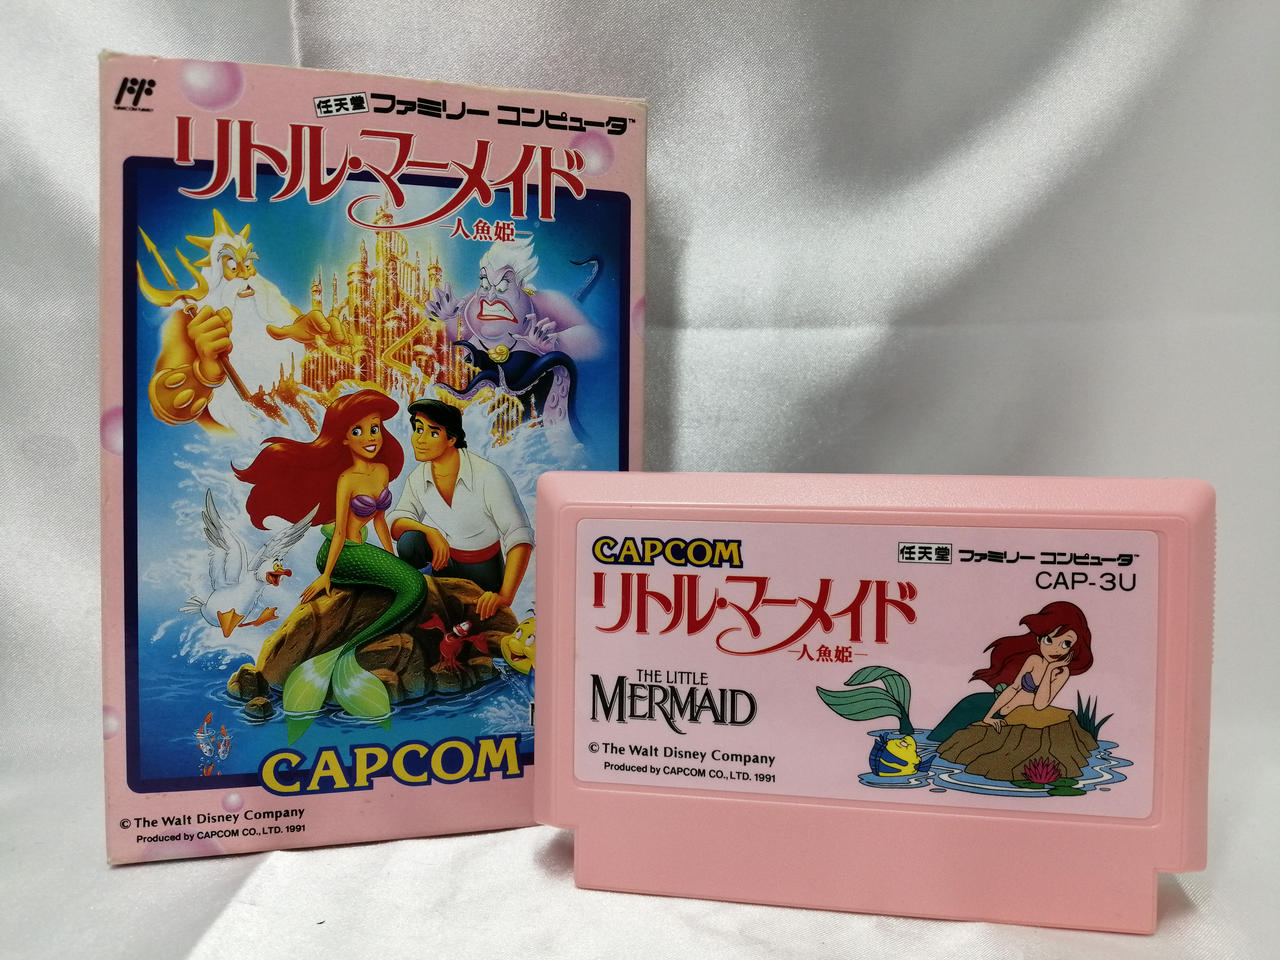 任天堂 ファミリー コンピュータ™
リトル・マーメイド
—人魚姫—
CAPCOM
© The Walt Disney Company
Produced by CAPCOM CO., LTD. 1991
CAPCOM
任天堂 ファミリー コンピュータ™
CAP-3U
リトル・マーメイド
—人魚姫—
THE LITTLE
MERMAID
© The Walt Disney Company
Produced by CAPCOM CO., LTD. 1991